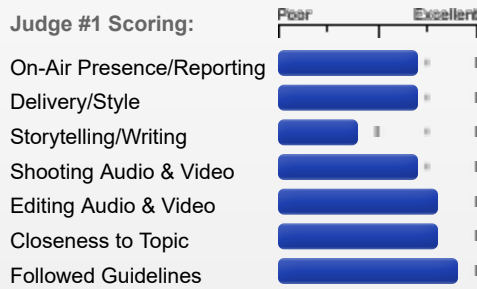 Judge #1 Scoring:
Poor Excellent
On-Air Presence/Reporting
Delivery/Style
Storytelling/Writing
Shooting Audio & Video
Editing Audio & Video
Closeness to Topic
Followed Guidelines